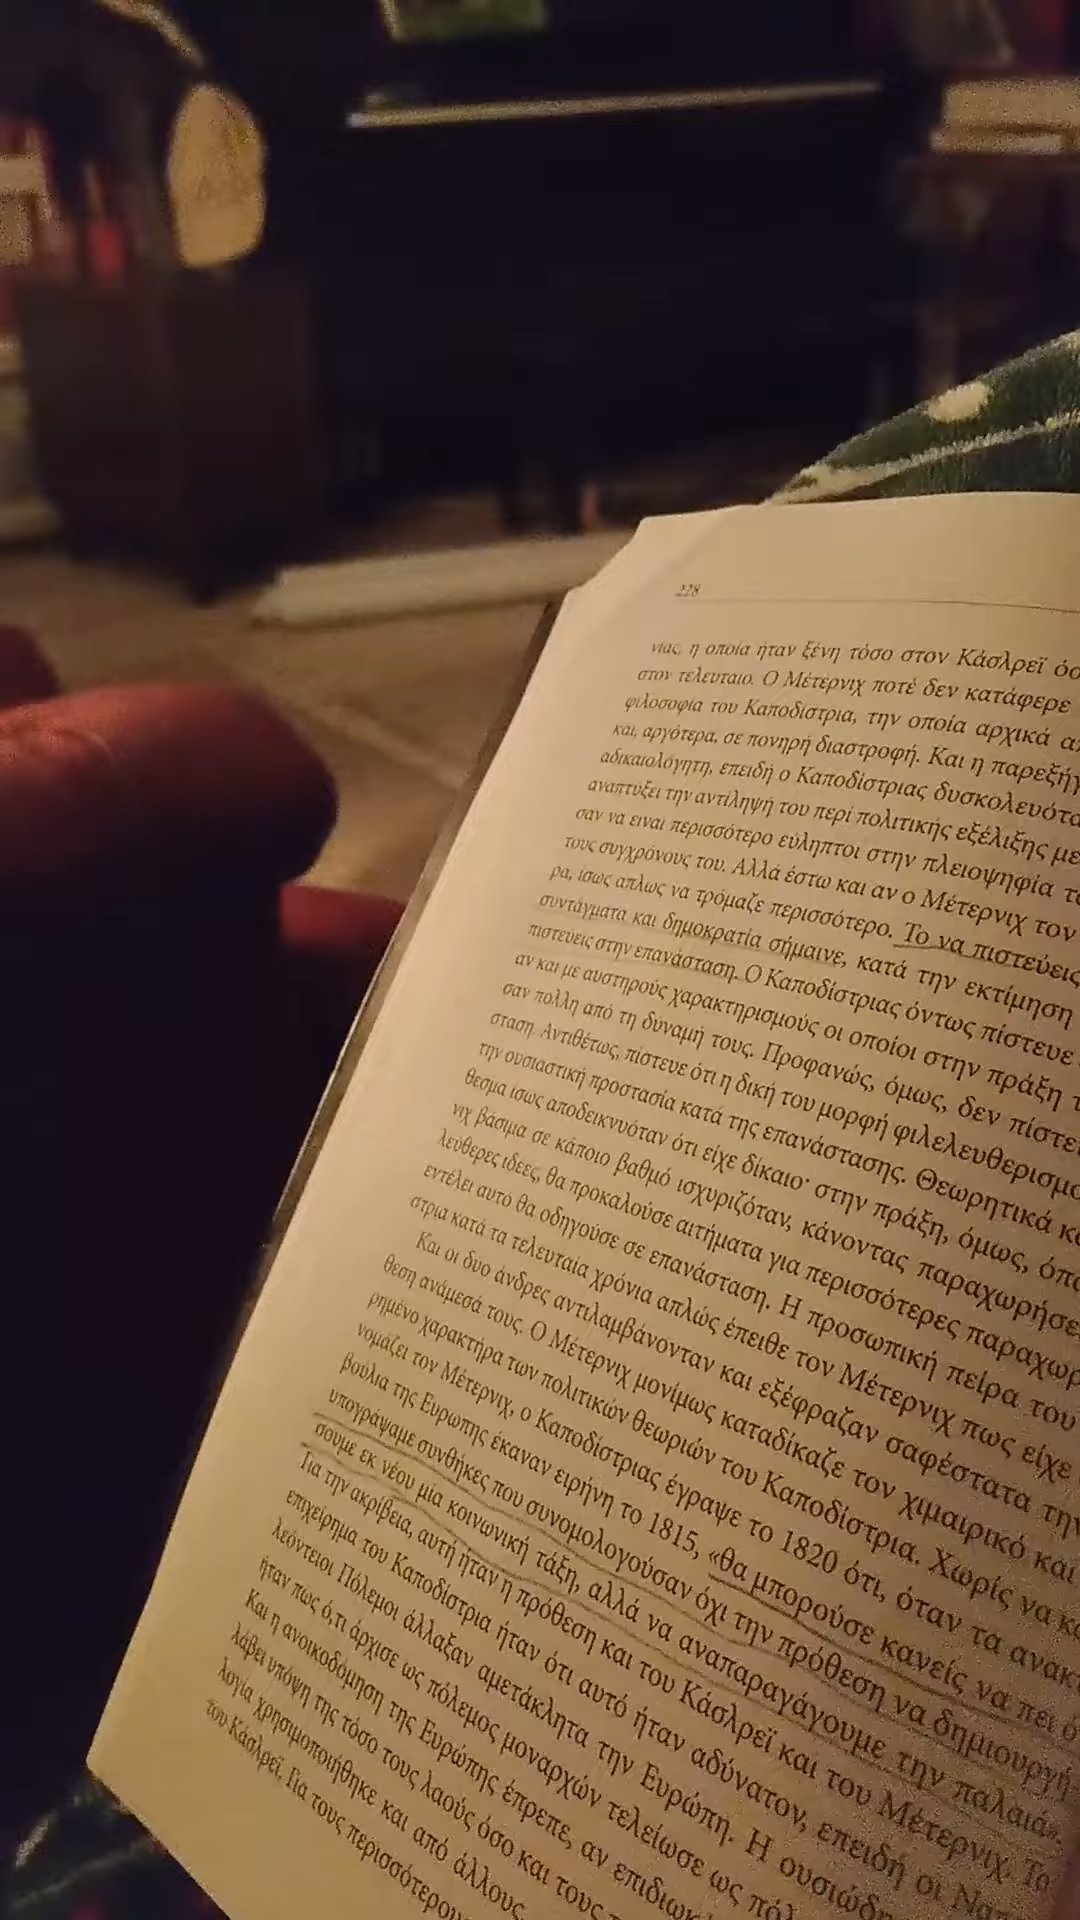 228
νίας, η οποία ήταν ξένη τόσο στον Κάσλρεϊ όσ
στον τελευταίο. Ο Μέτερνιχ ποτέ δεν κατάφερε
φιλοσοφία του Καποδίστρια, την οποία αρχικά απ
και, αργότερα, σε πονηρή διαστροφή. Και η παρεξήγ
αδικαιολόγητη, επειδή ο Καποδίστριας δυσκολευότα
αναπτύξει την αντίληψή του περί πολιτικής εξέλιξης με
σαν να είναι περισσότερο εύληπτοι στην πλειοψηφία τ
τους συγχρόνους του. Αλλά έστω και αν ο Μέτερνιχ τον
ρα, ίσως απλώς να τρόμαζε περισσότερο. Το να πιστεύεις
συντάγματα και δημοκρατία σήμαινε, κατά την εκτίμηση
πιστεύεις στην επανάσταση. Ο Καποδίστριας όντως πίστευε
αν και με αυστηρούς χαρακτηρισμούς οι οποίοι στην πράξη
σαν πολλή από τη δύναμή τους. Προφανώς, όμως, δεν πίστε
σταση. Αντιθέτως, πίστευε ότι η δική του μορφή φιλελευθερισμο
την ουσιαστική προστασία κατά της επανάστασης. Θεωρητικά κ
θεσμα ίσως αποδεικνυόταν ότι είχε δίκαιο· στην πράξη, όμως, όπ
νιχ βάσιμα σε κάποιο βαθμό ισχυριζόταν, κάνοντας παραχωρήσε
λεύθερες ιδέες, θα προκαλούσε αιτήματα για περισσότερες παραχωρ
εντέλει αυτό θα οδηγούσε σε επανάσταση. Η προσωπική πείρα του
στρια κατά τα τελευταία χρόνια απλώς έπειθε τον Μέτερνιχ πως είχε
Και οι δύο άνδρες αντιλαμβάνονταν και εξέφραζαν σαφέστατα την
θεση ανάμεσά τους. Ο Μέτερνιχ μονίμως καταδίκαζε τον χιμαιρικό και
ρημένο χαρακτήρα των πολιτικών θεωριών του Καποδίστρια. Χωρίς να κ
νομάζει τον Μέτερνιχ, ο Καποδίστριας έγραψε το 1820 ότι, όταν τα ανακ
βούλια της Ευρώπης έκαναν ειρήνη το 1815, «θα μπορούσε κανείς να πει ό
υπογράψαμε συνθήκες που συνομολογούσαν όχι την πρόθεση να δημιουργή-
σουμε εκ νέου μία κοινωνική τάξη, αλλά να αναπαραγάγουμε την παλαιά».
Για την ακρίβεια, αυτή ήταν η πρόθεση και του Κάσλρεϊ και του Μέτερνιχ. Το
επιχείρημα του Καποδίστρια ήταν ότι αυτό ήταν αδύνατον, επειδή οι Ναπ
λεόντειοι Πόλεμοι άλλαξαν αμετάκλητα την Ευρώπη. Η ουσιώδη
ήταν πως ό,τι άρχισε ως πόλεμος μοναρχών τελείωσε ως πόλ
Και η ανοικοδόμηση της Ευρώπης έπρεπε, αν επιδιωκ
λάβει υπόψη της τόσο τους λαούς όσο και τους
λογία χρησιμοποιήθηκε και από άλλους,
του Κάσλρεϊ. Για τους περισσότερου